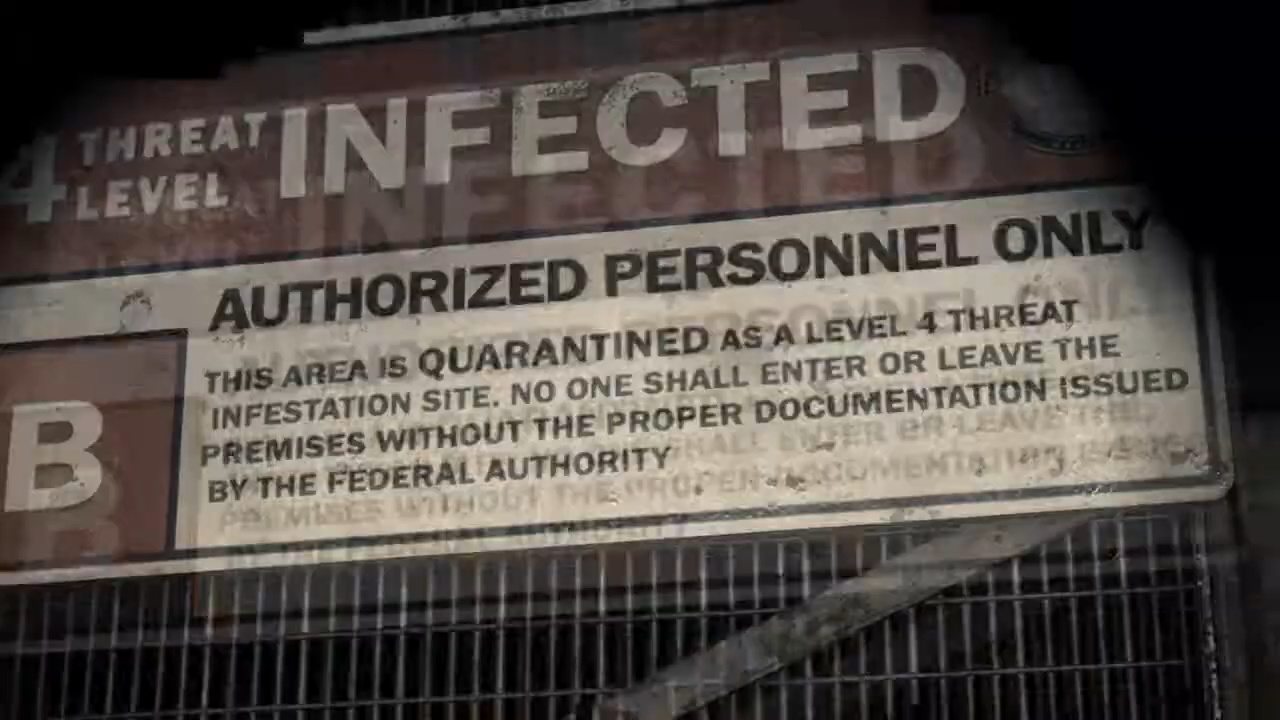 4 THREAT LEVEL INFECTED
AUTHORIZED PERSONNEL ONLY
THIS AREA IS QUARANTINED AS A LEVEL 4 THREAT
INFESTATION SITE. NO ONE SHALL ENTER OR LEAVE THE
PREMISES WITHOUT THE PROPER DOCUMENTATION ISSUED
BY THE FEDERAL AUTHORITY
B